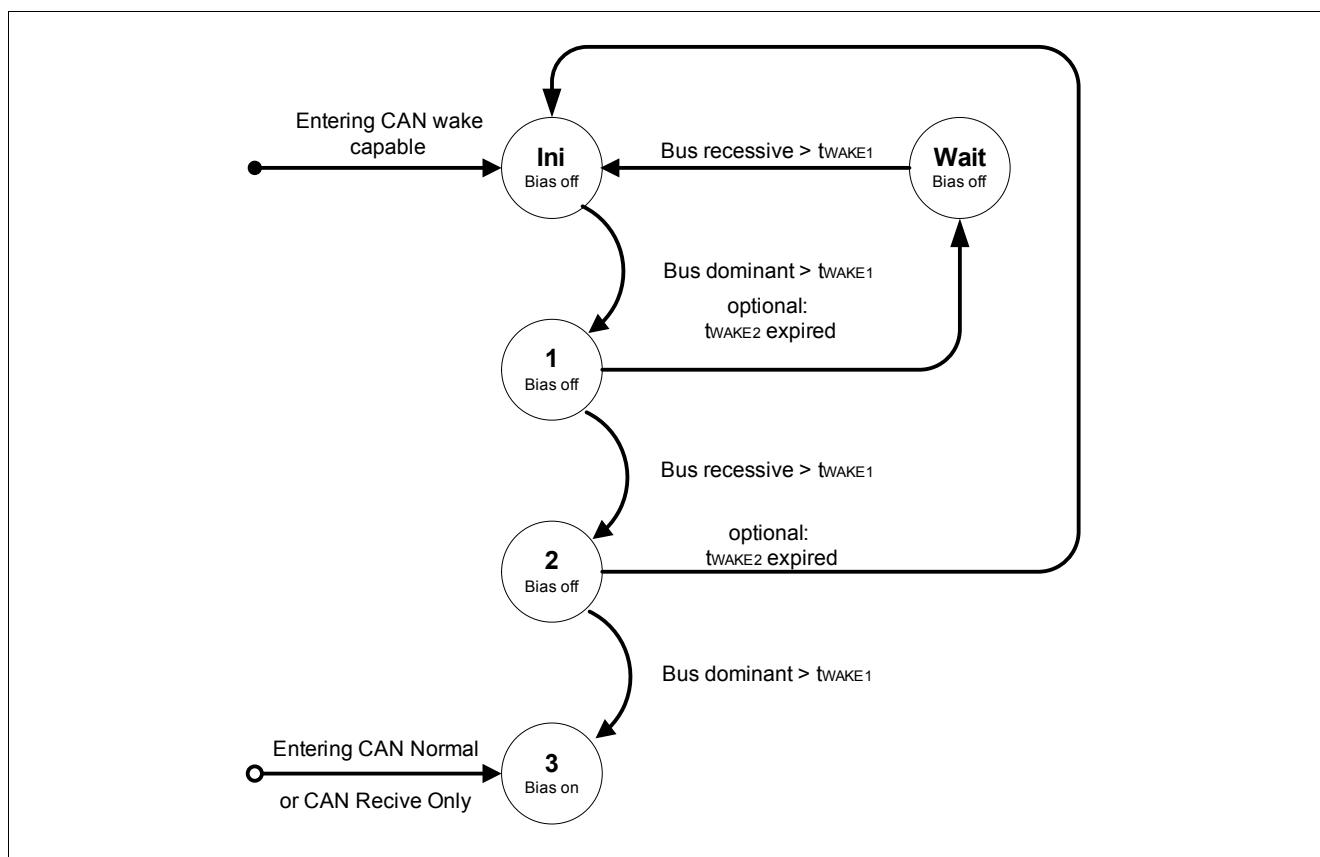 Entering CAN wake
capable
Ini
Bias off
Bus recessive > tWAKE1
Wait
Bias off
Bus dominant > tWAKE1
optional:
tWAKE2 expired
1
Bias off
Bus recessive > tWAKE1
optional:
tWAKE2 expired
2
Bias off
Bus dominant > tWAKE1
Entering CAN Normal
or CAN Recive Only
3
Bias on